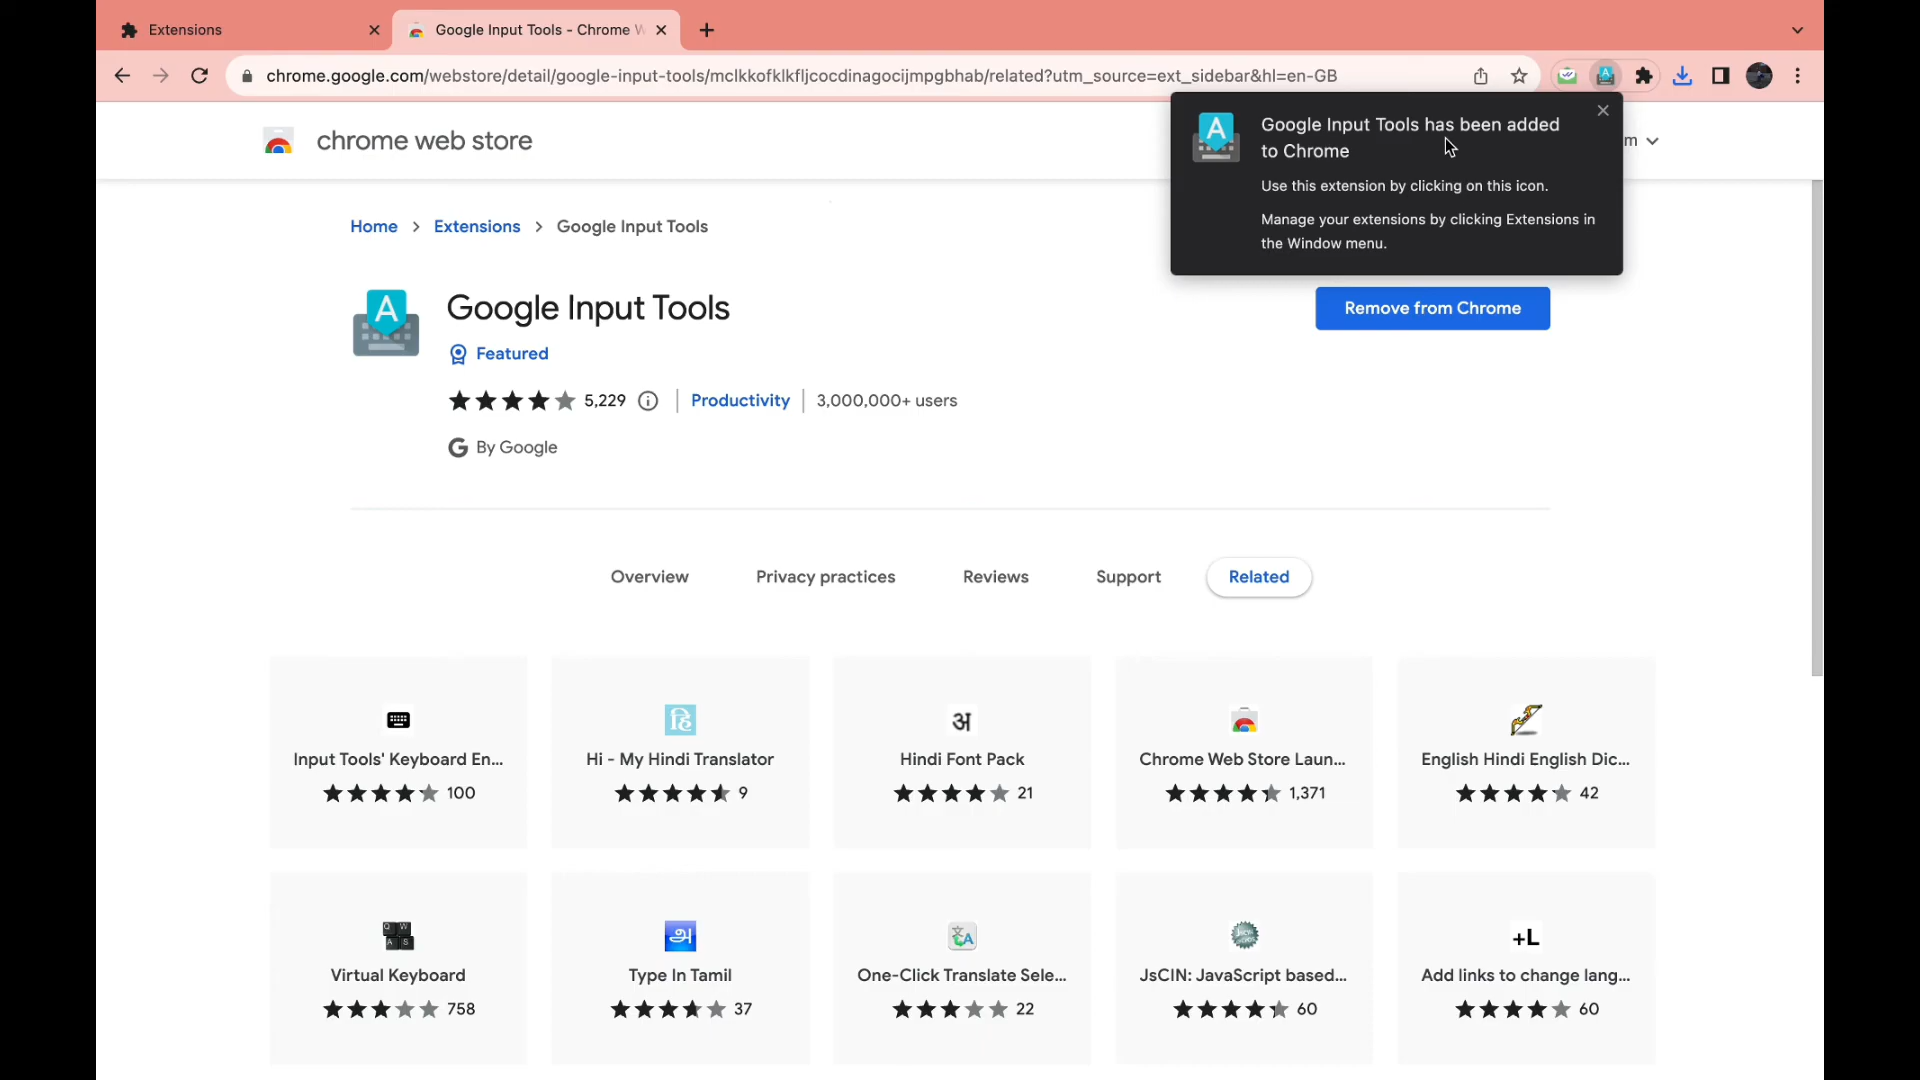 Extensions
Google Input Tools - Chrome W
chrome.google.com/webstore/detail/google-input-tools/mclkkofklkfljcocdinagocijmpgbhab/related?utm_source=ext_sidebar&hl=en-GB
chrome web store
m
Google Input Tools has been added
to Chrome
Use this extension by clicking on this icon.
Manage your extensions by clicking Extensions in
the Window menu.
Home > Extensions > Google Input Tools
Google Input Tools
Remove from Chrome
Featured
5,229 | Productivity | 3,000,000+ users
By Google
Overview Privacy practices Reviews Support Related
हि
अ
Input Tools' Keyboard En... Hi - My Hindi Translator Hindi Font Pack Chrome Web Store Laun... English Hindi English Dic...
100 9 21 1,371 42
Q W
A S
அ
+L
Virtual Keyboard Type In Tamil One-Click Translate Sele... JsCIN: JavaScript based... Add links to change lang...
758 37 22 60 60